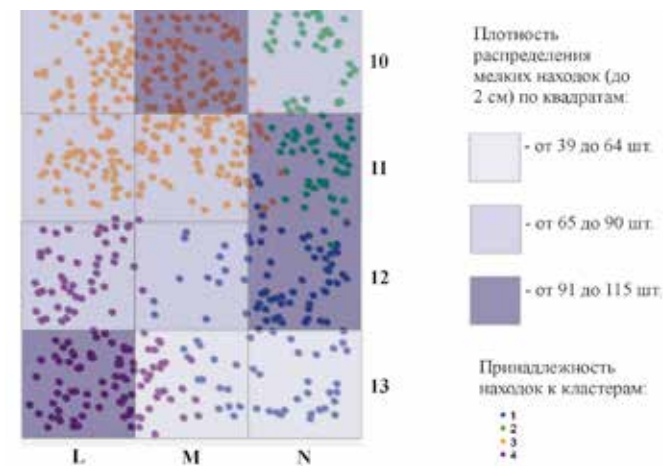 10
11
12
13
L M N
Плотность
распределения
мелких находок (до
2 см) по квадратам:
- от 39 до 64 шт.
- от 65 до 90 шт.
- от 91 до 115 шт.
Принадлежность
находок к кластерам:
1
2
3
4